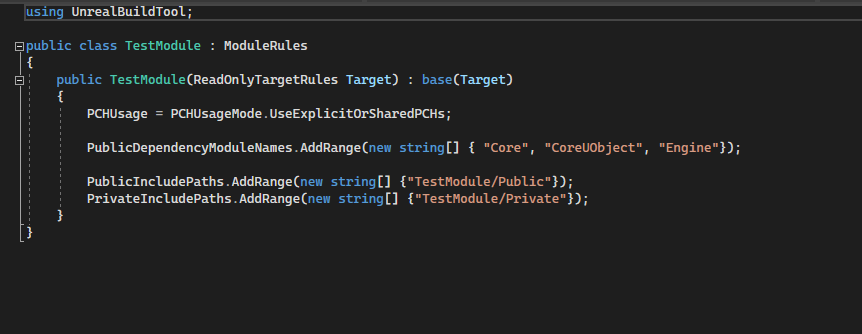 using UnrealBuildTool;
public class TestModule : ModuleRules
{
public TestModule(ReadOnlyTargetRules Target) : base(Target)
{
PCHUsage = PCHUsageMode.UseExplicitOrSharedPCHs;
PublicDependencyModuleNames.AddRange(new string[] { "Core", "CoreUObject", "Engine"});
PublicIncludePaths.AddRange(new string[] {"TestModule/Public"});
PrivateIncludePaths.AddRange(new string[] {"TestModule/Private"});
}
}